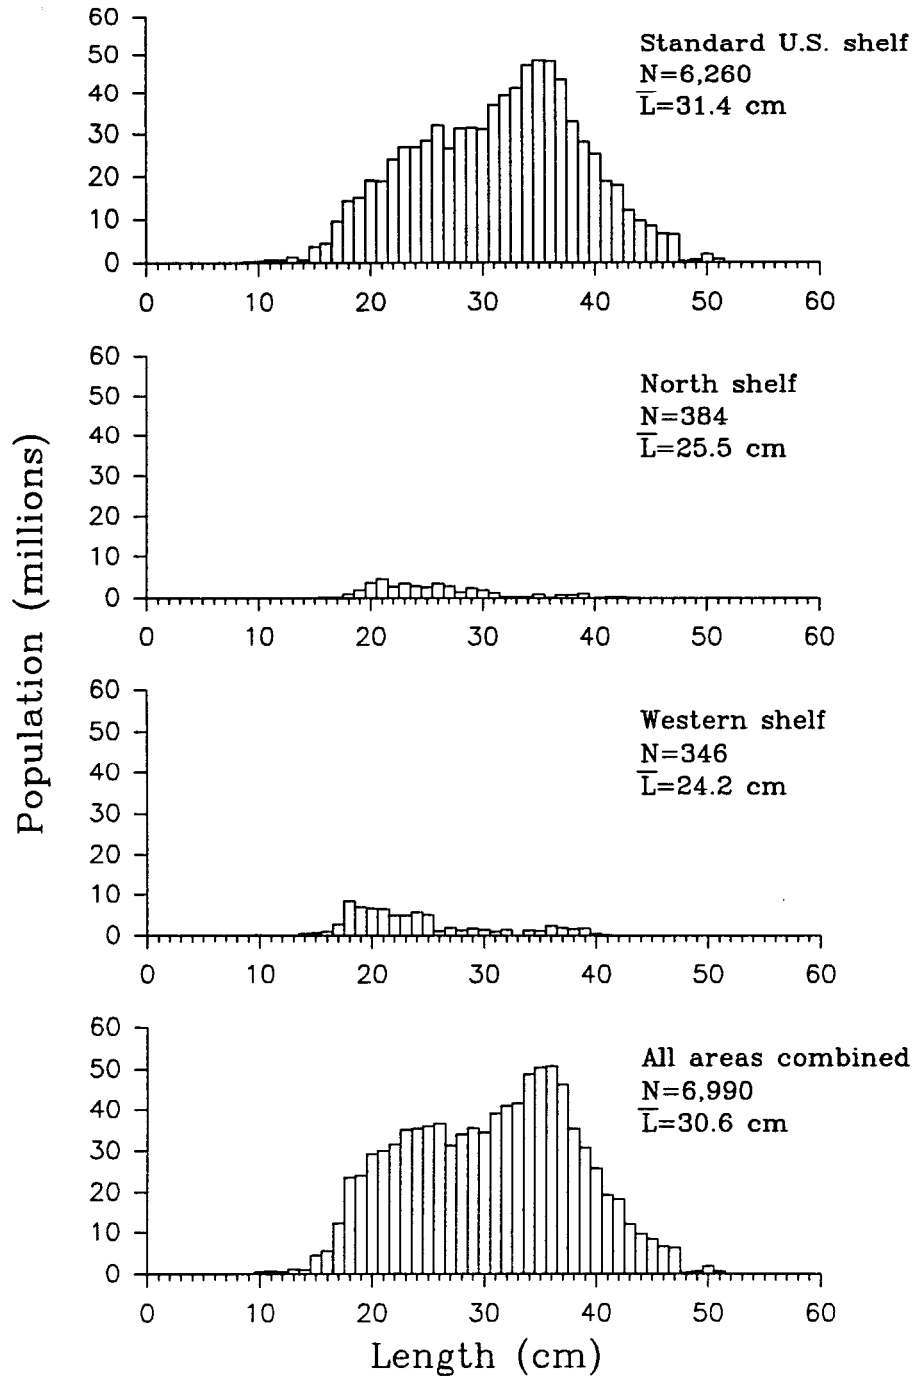 Population (millions)
60
50
40
30
20
10
0
Standard U.S. shelf
N=6,260
L̅=31.4 cm
0 10 20 30 40 50 60
60
50
40
30
20
10
0
North shelf
N=384
L̅=25.5 cm
0 10 20 30 40 50 60
60
50
40
30
20
10
0
Western shelf
N=346
L̅=24.2 cm
0 10 20 30 40 50 60
60
50
40
30
20
10
0
All areas combined
N=6,990
L̅=30.6 cm
0 10 20 30 40 50 60
Length (cm)